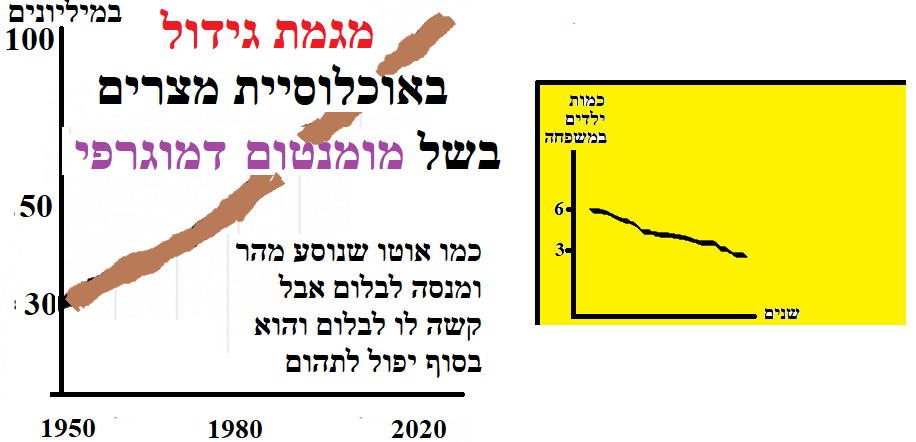 במיליונים
100
50
30
מגמת גידול
באוכלוסיית מצרים
בשל מומנטום דמוגרפי
כמו אוטו שנוסע מהר
ומנסה לבלום אבל
קשה לו לבלום והוא
בסוף יפול לתהום
1950
1980
2020
כמות
ילדים
במשפחה
6
3
שנים